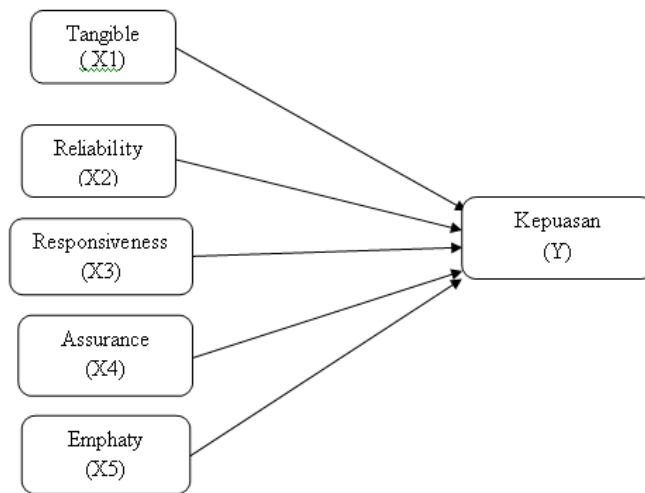 Tangible
( X1)
Reliability
(X2)
Responsiveness
(X3)
Assurance
(X4)
Emphaty
(X5)
Kepuasan
(Y)